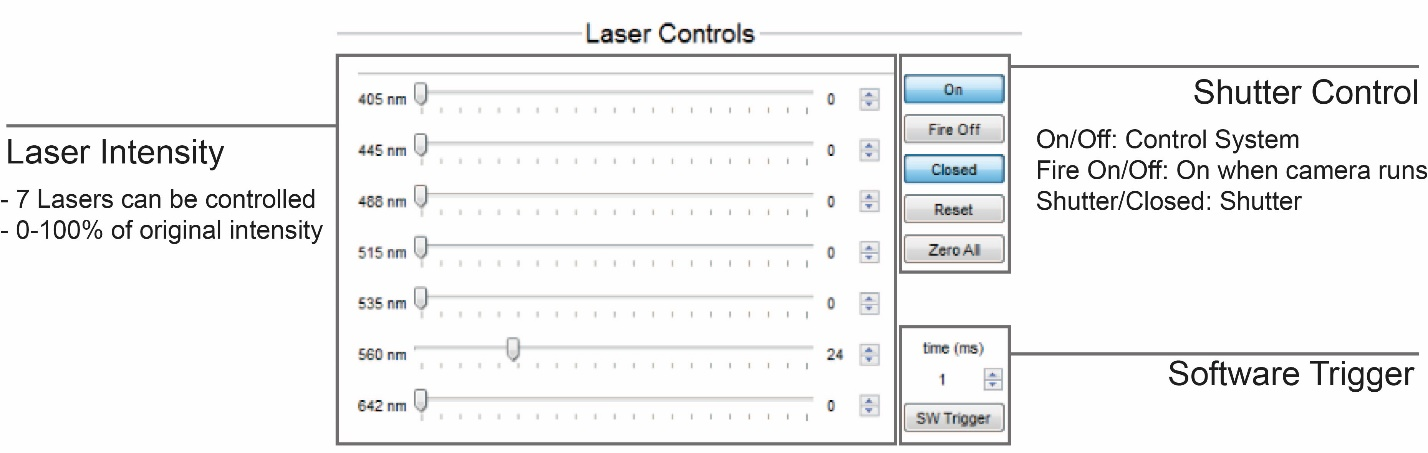 Laser Controls
Laser Intensity
- 7 Lasers can be controlled
- 0-100% of original intensity
405 nm 0
445 nm 0
488 nm 0
515 nm 0
535 nm 0
560 nm 24
642 nm 0
On
Fire Off
Closed
Reset
Zero All
Shutter Control
On/Off: Control System
Fire On/Off: On when camera runs
Shutter/Closed: Shutter
time (ms)
1
SW Trigger
Software Trigger